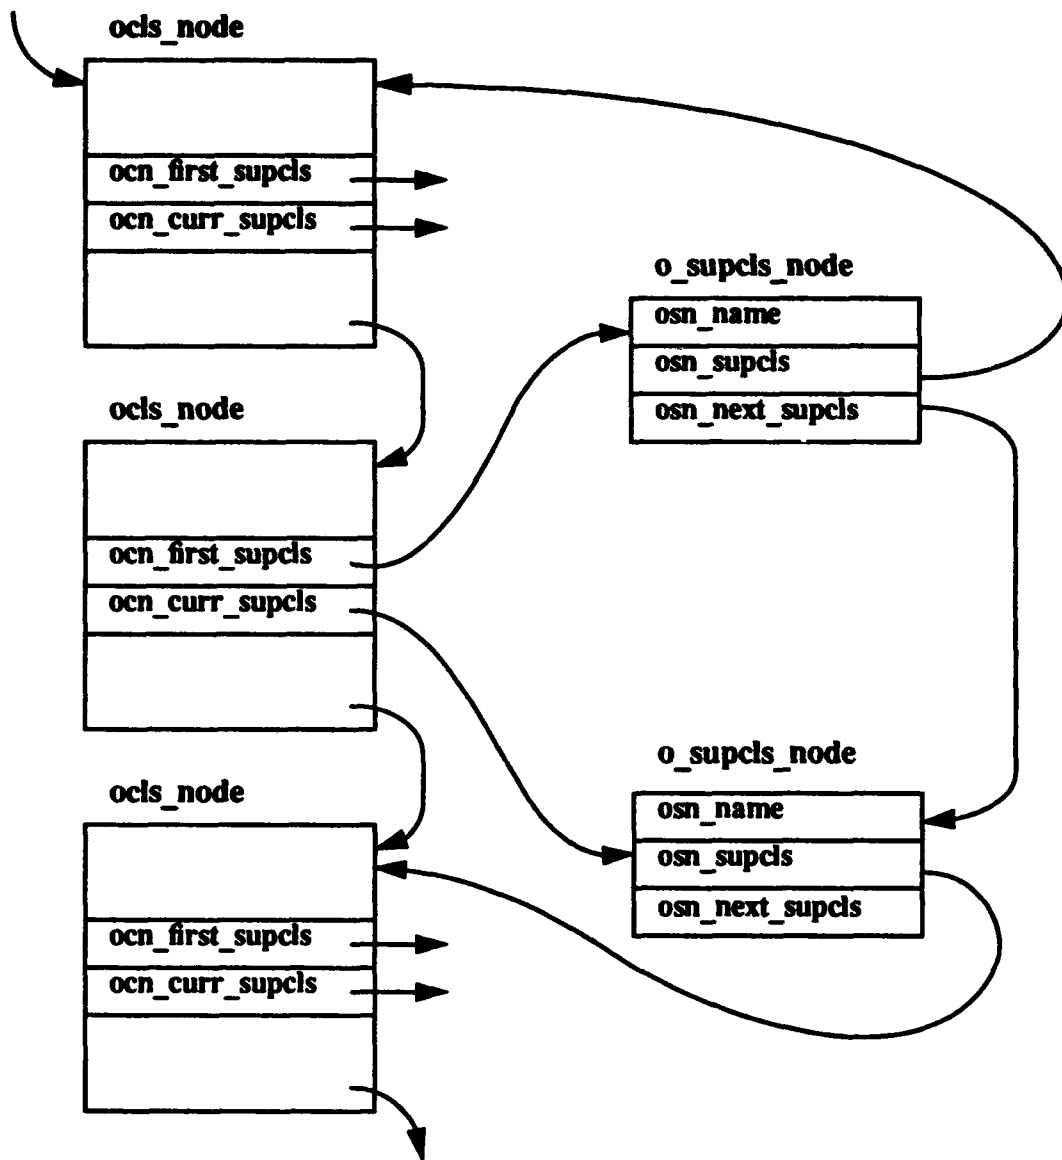 ocls_node
ocn_first_supcls
ocn_curr_supcls
o_supcls_node
osn_name
osn_supcls
osn_next_supcls
ocls_node
ocn_first_supcls
ocn_curr_supcls
o_supcls_node
osn_name
osn_supcls
osn_next_supcls
ocls_node
ocn_first_supcls
ocn_curr_supcls